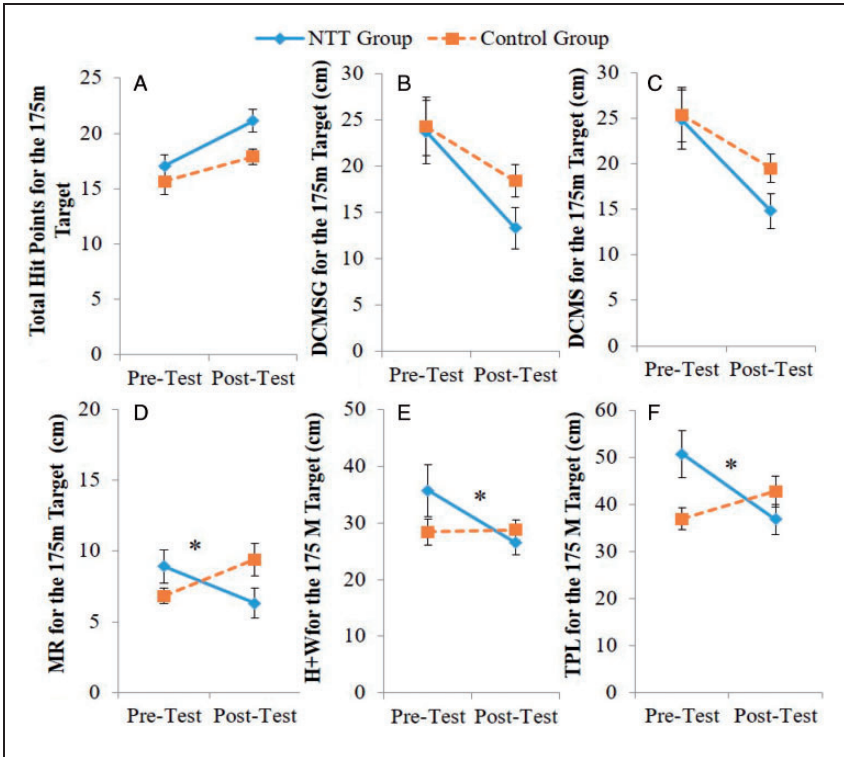 NTT Group Control Group
A
Total Hit Points for the 175m
Target
25
20
15
10
5
0
Pre-Test Post-Test
B
DCMSG for the 175m Target (cm)
30
25
20
15
10
5
0
Pre-Test Post-Test
C
DCMS for the 175m Target (cm)
30
25
20
15
10
5
0
Pre-Test Post-Test
D
MR for the 175m Target (cm)
20
15
10
5
0
*
Pre-Test Post-Test
E
H+Wfor the 175 M Target (cm)
50
40
30
20
10
0
*
Pre-Test Post-Test
F
TPL for the 175 M Target (cm)
60
50
40
30
20
10
0
*
Pre-Test Post-Test